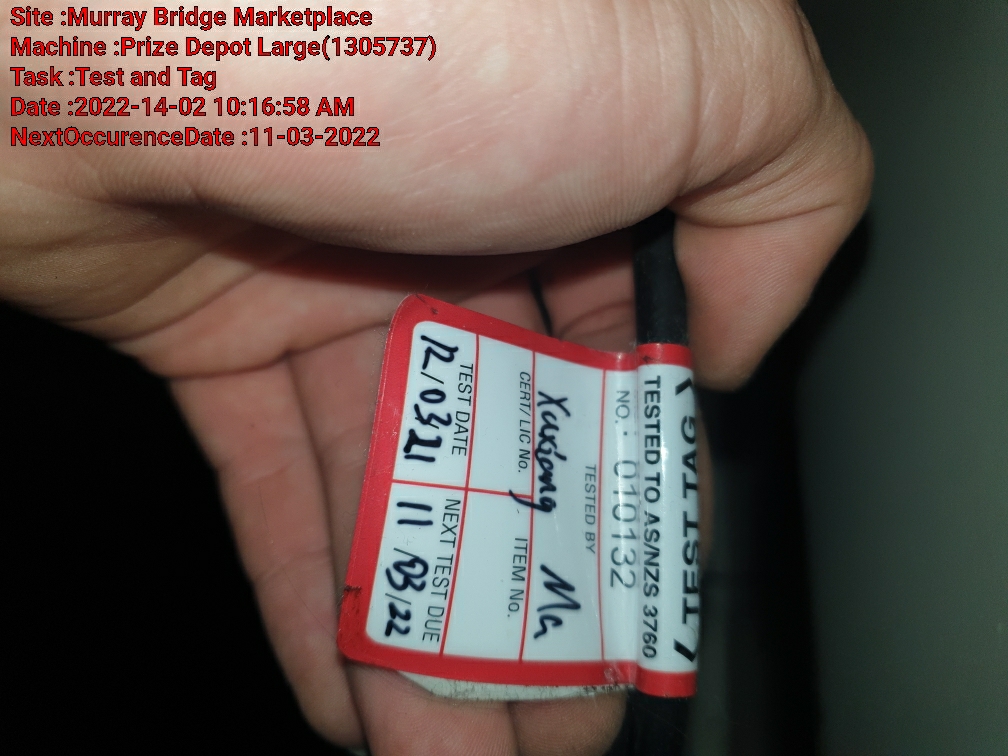 Site :Murray Bridge Marketplace
Machine :Prize Depot Large(1305737)
Task :Test and Tag
Date :2022-14-02 10:16:58 AM
NextOccurenceDate :11-03-2022
TEST TAG
TESTED TO AS/NZS 3760
NO.: 0110132
TESTED BY
Xuxiong Ma
CERT/ LIC No.
ITEM No.
TEST DATE
12/03/21
NEXT TEST DUE
11/03/22